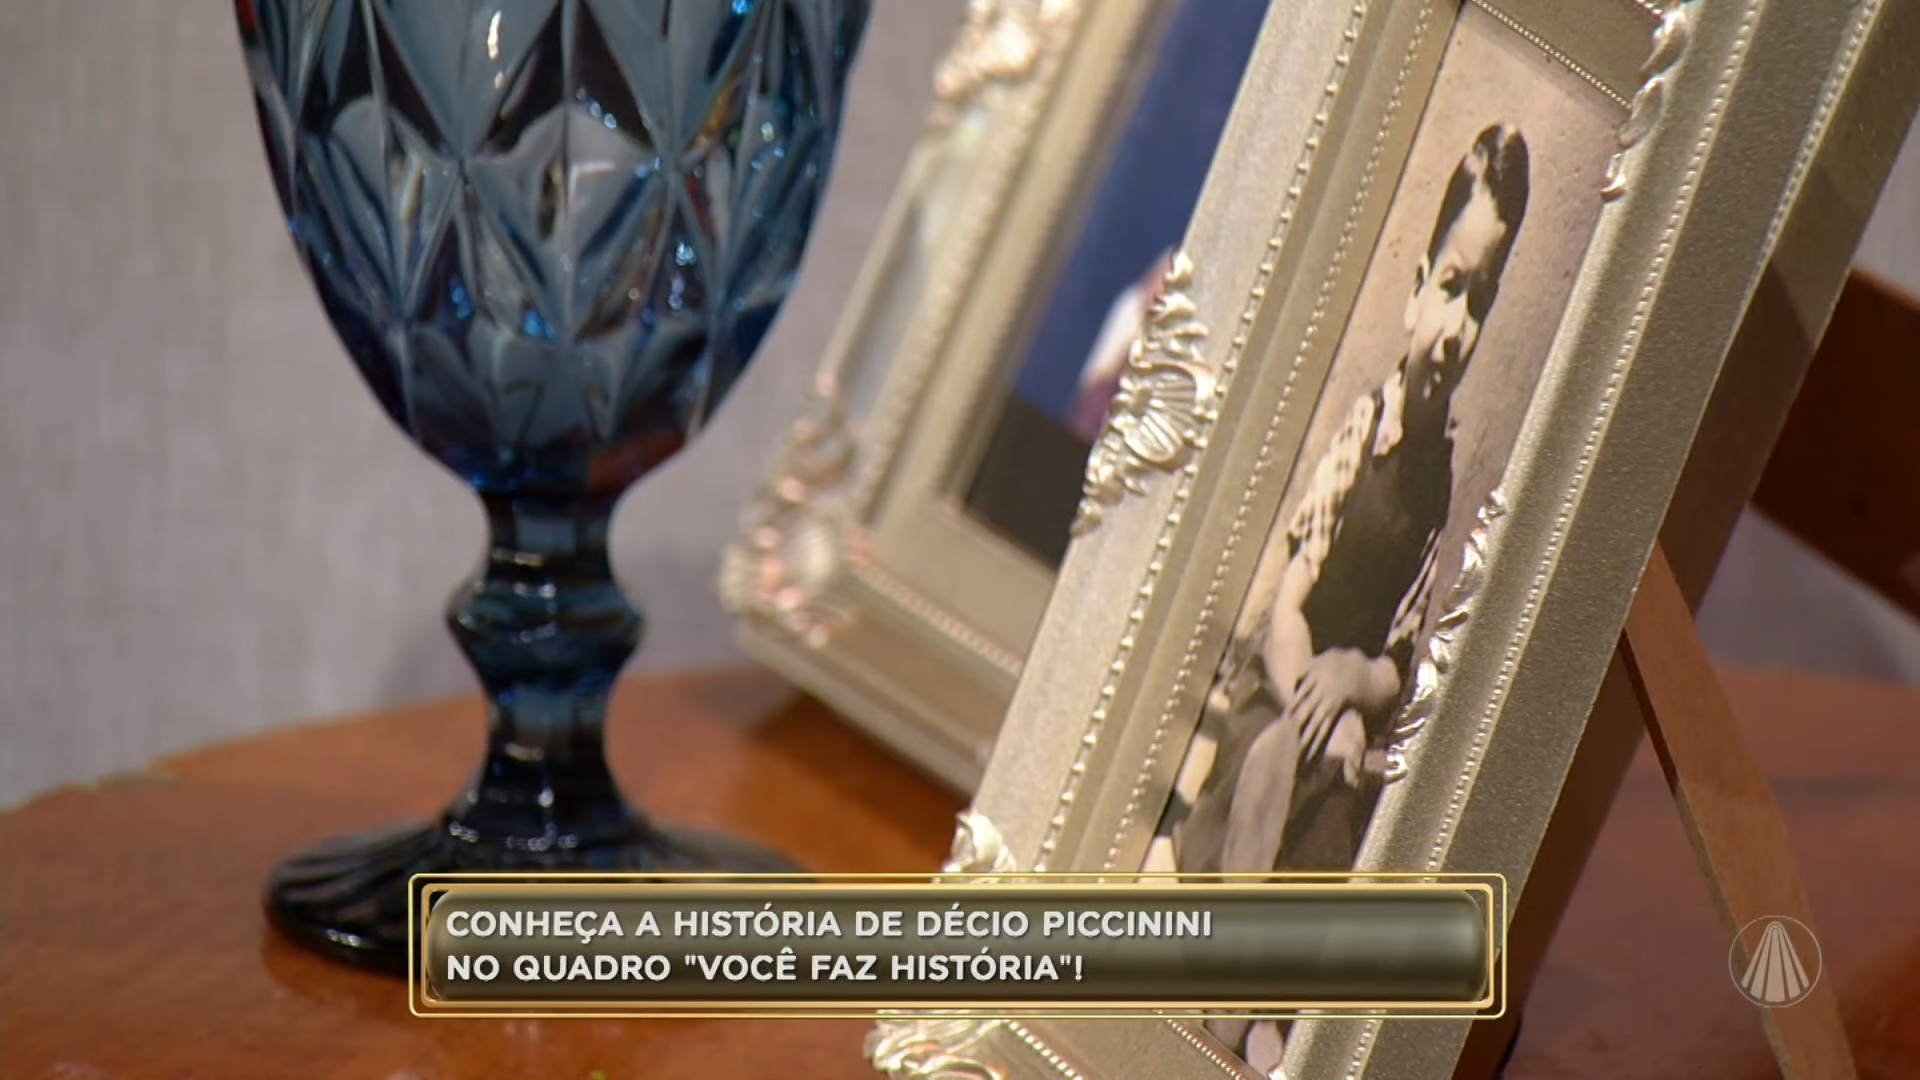 CONHEÇA A HISTÓRIA DE DÉCIO PICCININI
NO QUADRO "VOCÊ FAZ HISTÓRIA"!